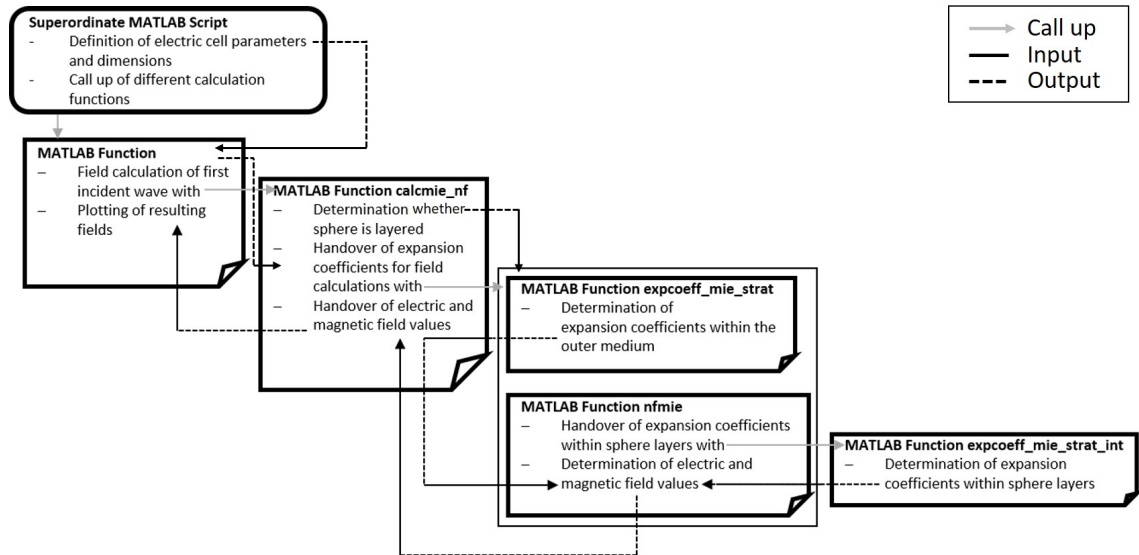 Superordinate MATLAB Script
- Definition of electric cell parameters
and dimensions
- Call up of different calculation
functions
Call up
Input
Output
MATLAB Function
– Field calculation of first
incident wave with
– Plotting of resulting
fields
MATLAB Function calcmie_nf
– Determination whether
sphere is layered
– Handover of expansion
coefficients for field
calculations with
– Handover of electric and
magnetic field values
MATLAB Function expcoeff_mie_strat
– Determination of
expansion coefficients within the
outer medium
MATLAB Function nfmie
– Handover of expansion coefficients
within sphere layers with
– Determination of electric and
magnetic field values
MATLAB Function expcoeff_mie_strat_int
– Determination of expansion
coefficients within sphere layers